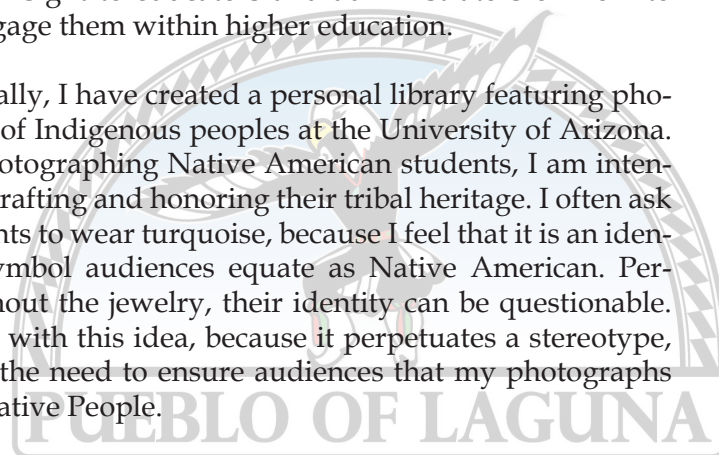 gage them within higher education.
ally, I have created a personal library featuring pho-
of Indigenous peoples at the University of Arizona.
otographing Native American students, I am inten-
rafting and honoring their tribal heritage. I often ask
nts to wear turquoise, because I feel that it is an iden-
ymbol audiences equate as Native American. Per-
hout the jewelry, their identity can be questionable.
with this idea, because it perpetuates a stereotype,
the need to ensure audiences that my photographs
ative People.
PUEBLO OF LAGUNA